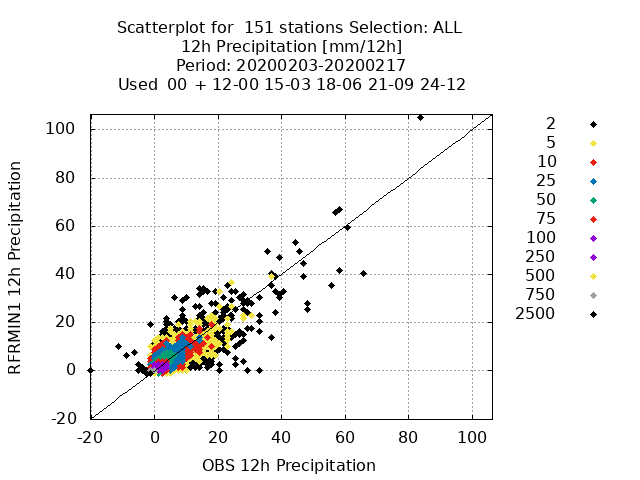 Scatterplot for  151 stations Selection: ALL
12h Precipitation [mm/12h]
Period: 20200203-20200217
Used  00 + 12-00 15-03 18-06 21-09 24-12
RFRMIN1 12h Precipitation
100
80
60
40
20
0
-20
-20 0 20 40 60 80 100
OBS 12h Precipitation
2
5
10
25
50
75
100
250
500
750
2500